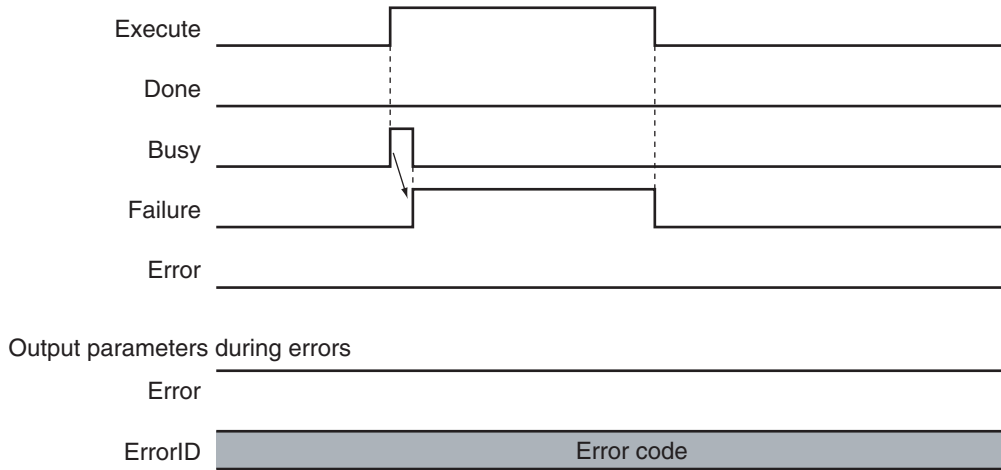 Execute
Done
Busy
Failure
Error
Output parameters during errors
Error
ErrorID
Error code